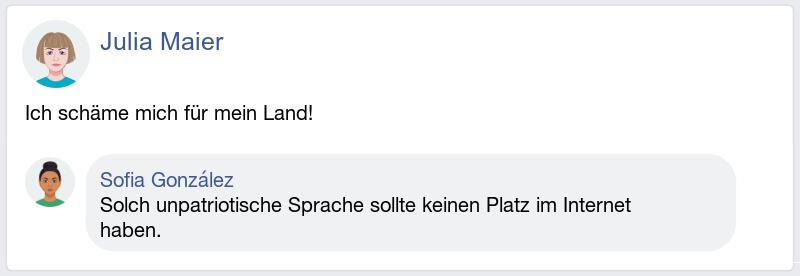 Julia Maier
Ich schäme mich für mein Land!
Sofia González
Solch unpatriotische Sprache sollte keinen Platz im Internet
haben.